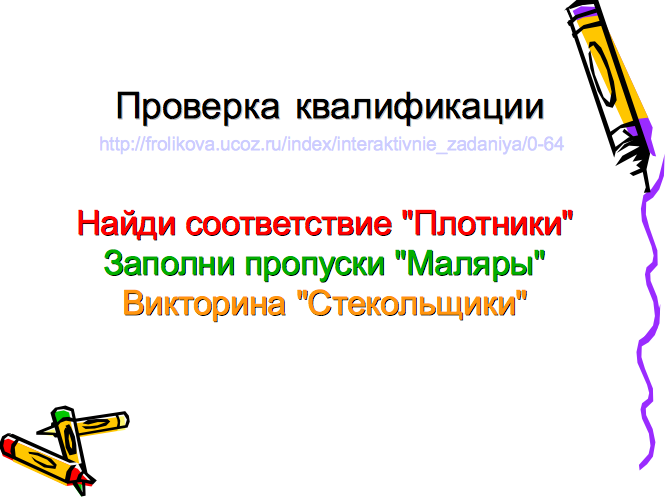 Проверка квалификации
http://frolikova.ucoz.ru/index/interaktivnie_zadaniya/0-64
Найди соответствие "Плотники"
Заполни пропуски "Маляры"
Викторина "Стекольщики"